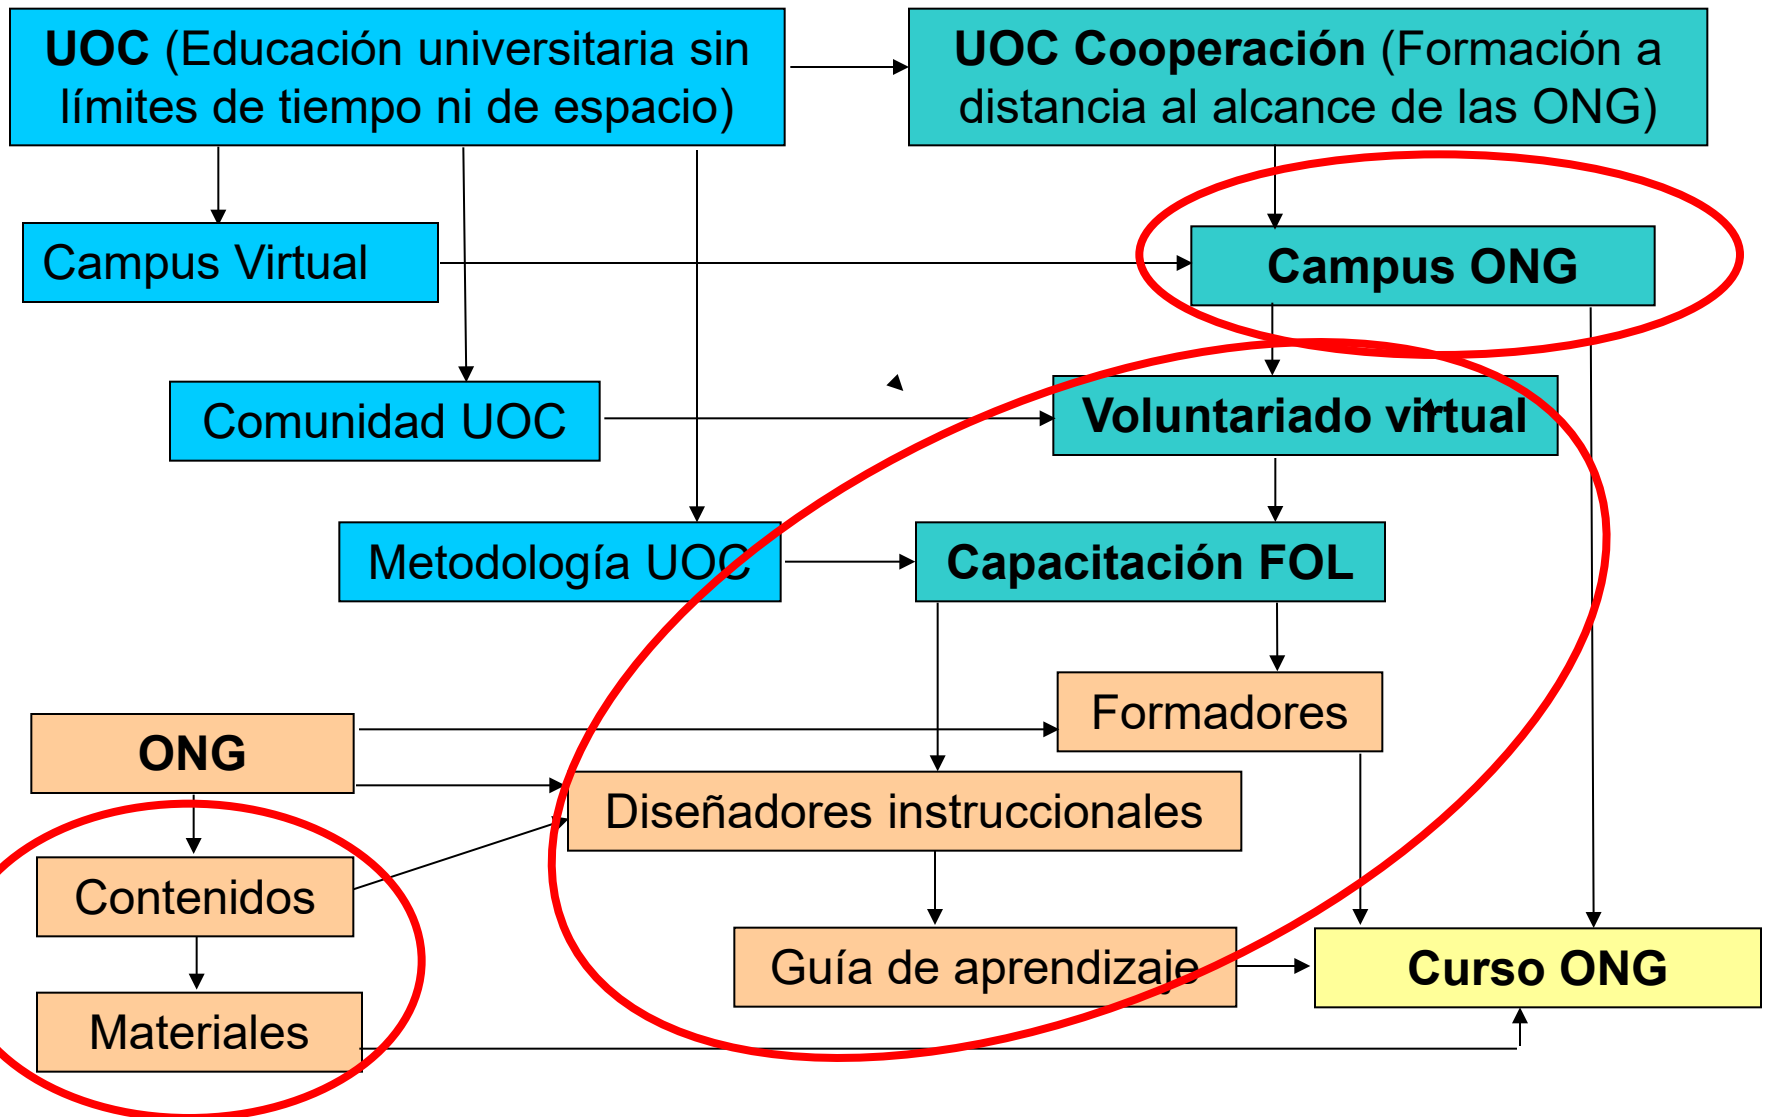 UOC (Educación universitaria sin
límites de tiempo ni de espacio)
UOC Cooperación (Formación a
distancia al alcance de las ONG)
Campus Virtual
Campus ONG
Comunidad UOC
Voluntariado virtual
Metodología UOC
Capacitación FOL
Formadores
ONG
Diseñadores instruccionales
Contenidos
Guía de aprendizaje
Curso ONG
Materiales